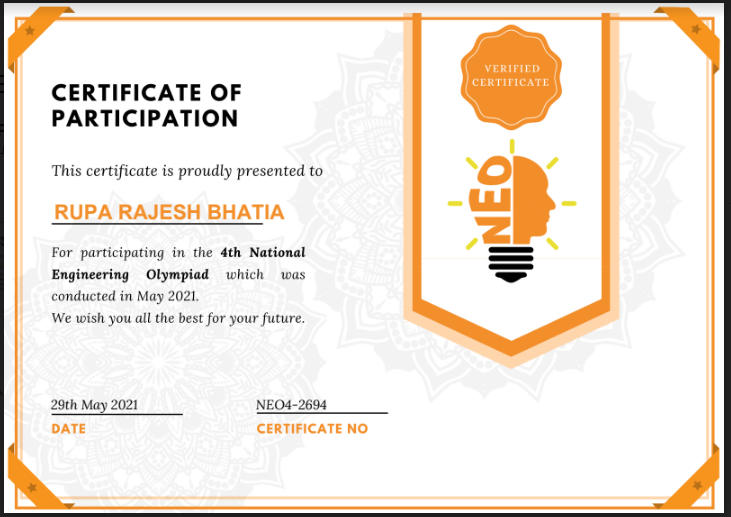 CERTIFICATE OF
PARTICIPATION
This certificate is proudly presented to
RUPA RAJESH BHATIA
For participating in the 4th National
Engineering Olympiad which was
conducted in May 2021.
We wish you all the best for your future.
29th May 2021
DATE
NEO4-2694
CERTIFICATE NO
VERIFIED
CERTIFICATE
NEO